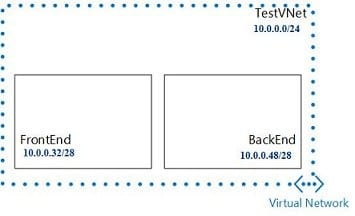 TestVNet
10.0.0.0/24
FrontEnd
10.0.0.32/28
BackEnd
10.0.0.48/28
Virtual Network